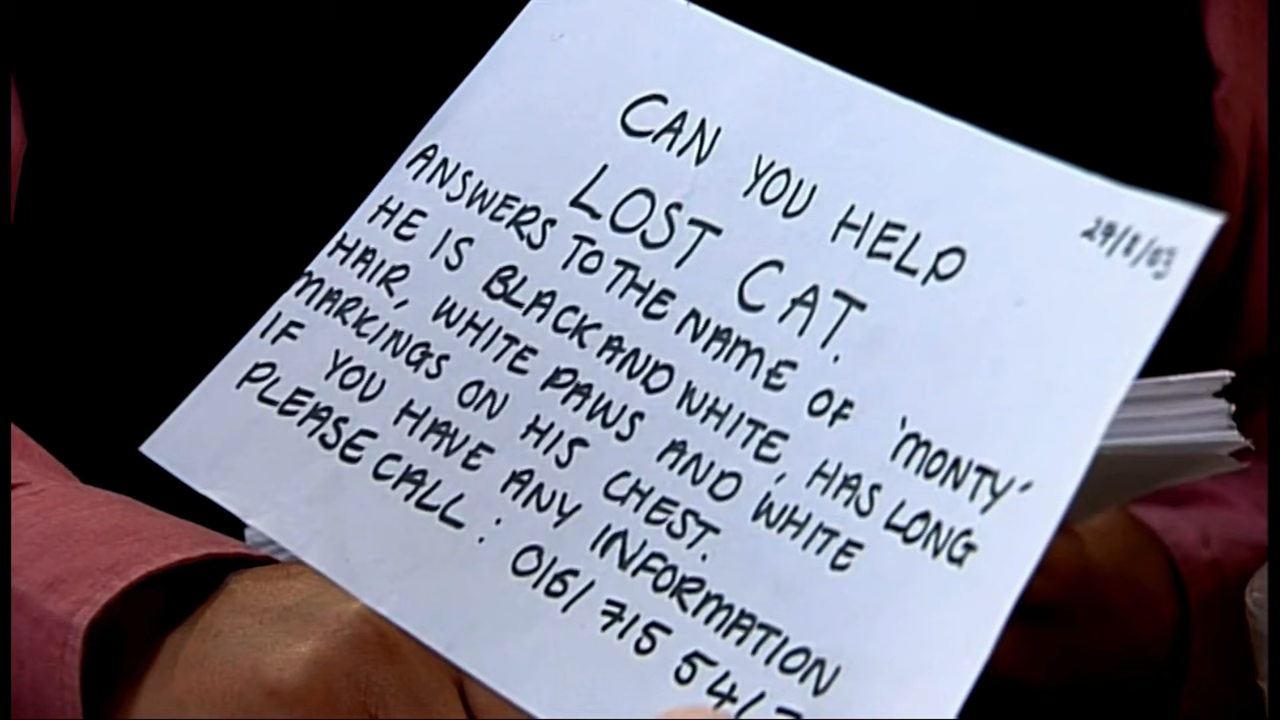 CAN YOU HELP
29/8/03
LOST CAT.
ANSWERS TO THE NAME OF 'MONTY'
HE IS BLACK AND WHITE, HAS LONG
HAIR, WHITE PAWS AND WHITE
MARKINGS ON HIS CHEST.
IF YOU HAVE ANY INFORMATION
PLEASE CALL : 016/ 715 54/